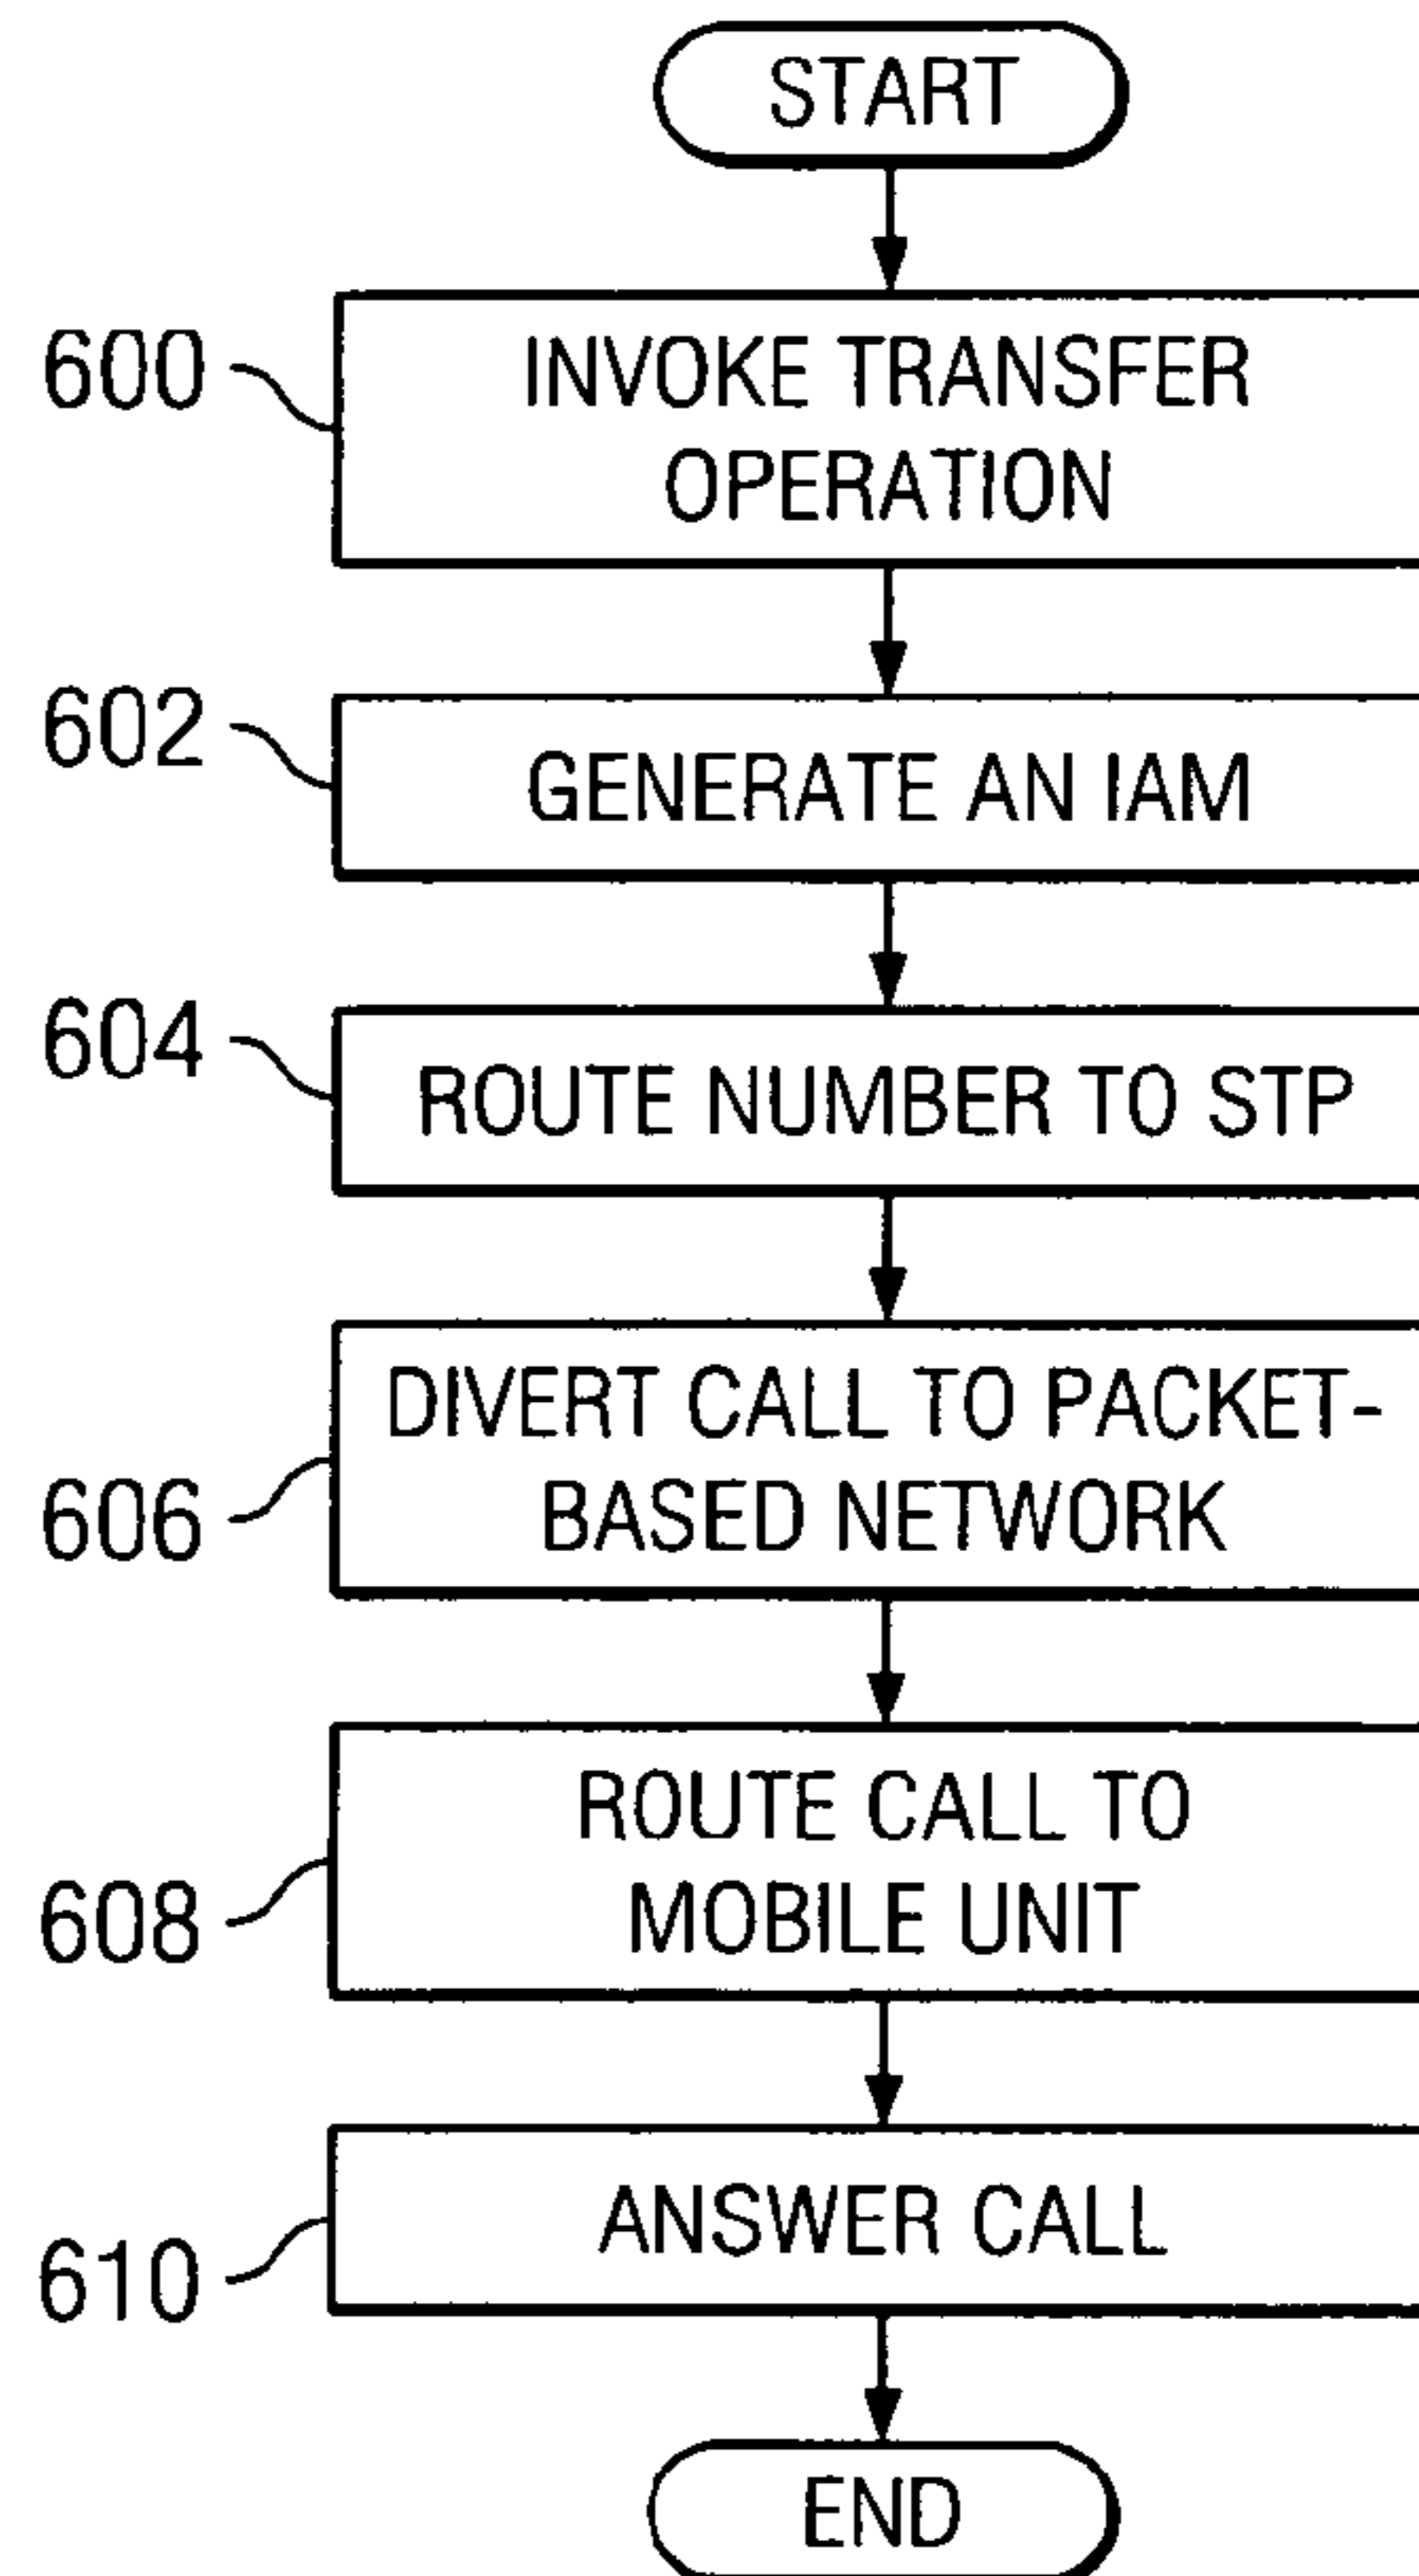 START
600
INVOKE TRANSFER
OPERATION
602
GENERATE AN IAM
604
ROUTE NUMBER TO STP
606
DIVERT CALL TO PACKET-
BASED NETWORK
608
ROUTE CALL TO
MOBILE UNIT
610
ANSWER CALL
END